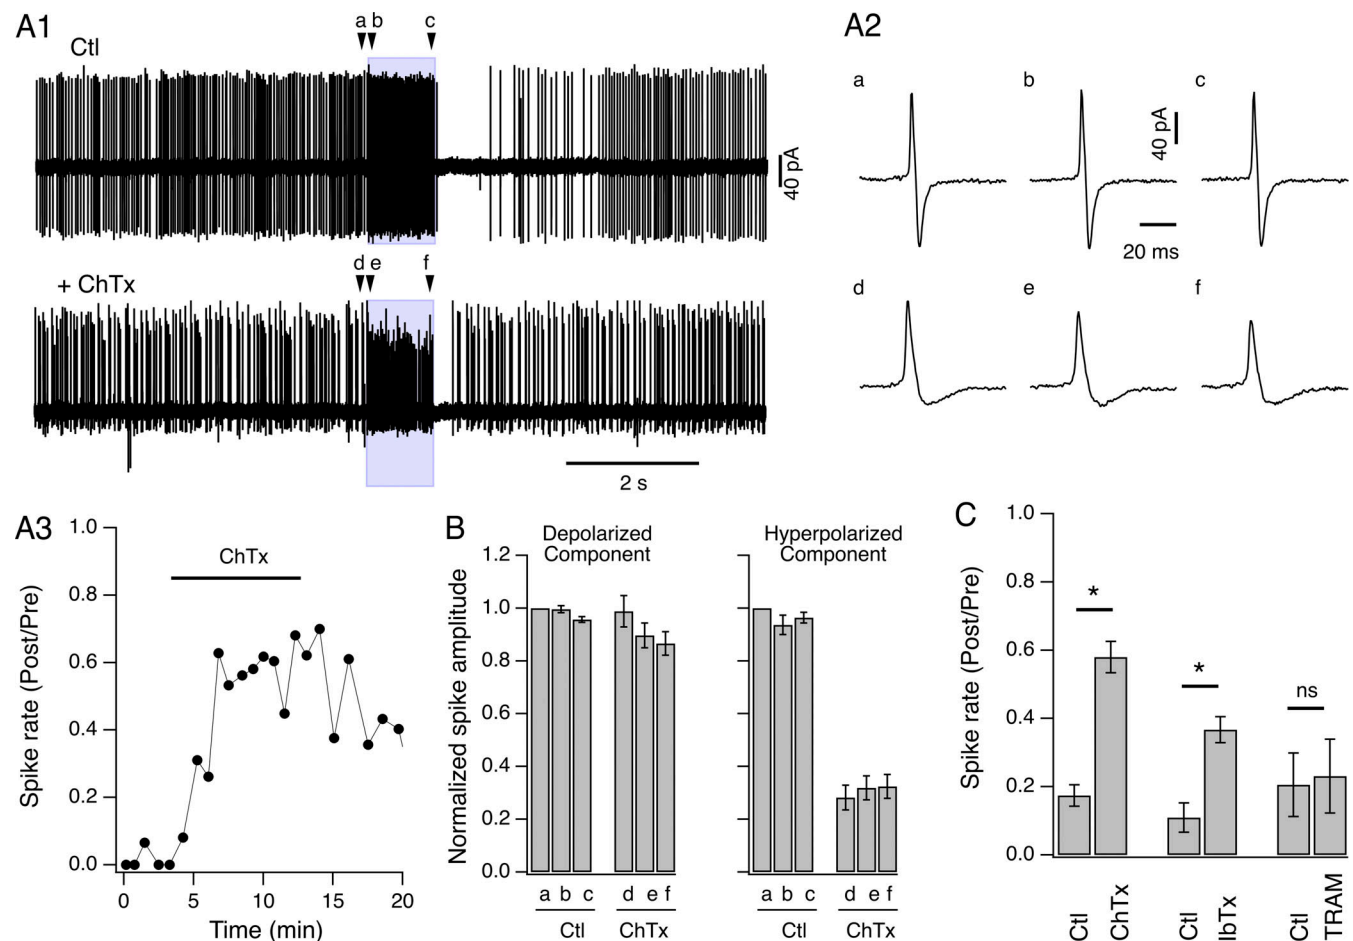 A1
Ctl
a b c
40 pA
+ ChTx
d e f
2 s
A2
a b c
40 pA
20 ms
d e f
A3
1.0
0.8
0.6
0.4
0.2
0.0
Spike rate (Post/Pre)
ChTx
0 5 10 15 20
Time (min)
B
Depolarized
Component
Hyperpolarized
Component
1.2
1.0
0.8
0.6
0.4
0.2
0.0
Normalized spike amplitude
a b c d e f
Ctl ChTx
a b c d e f
Ctl ChTx
C
1.0
0.8
0.6
0.4
0.2
0.0
Spike rate (Post/Pre)
* * ns
Ctl
ChTx
Ctl
IbTx
Ctl
TRAM